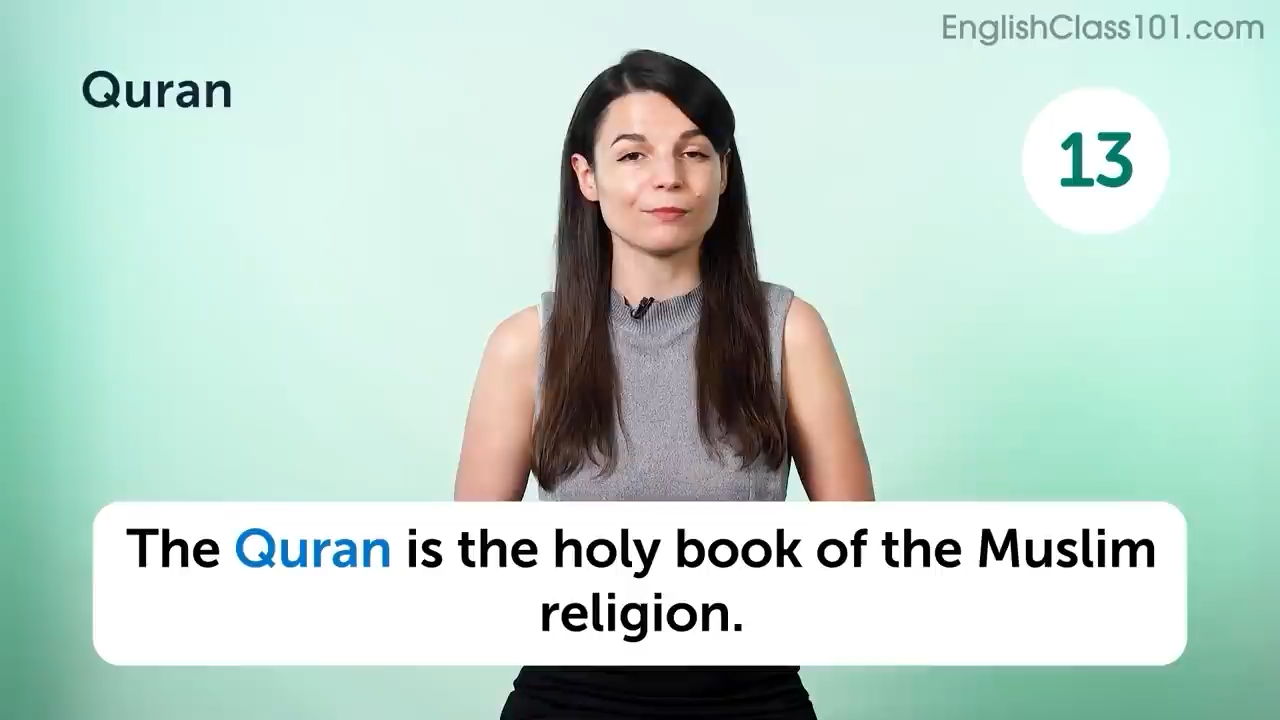 EnglishClass101.com
Quran
13
The Quran is the holy book of the Muslim
religion.